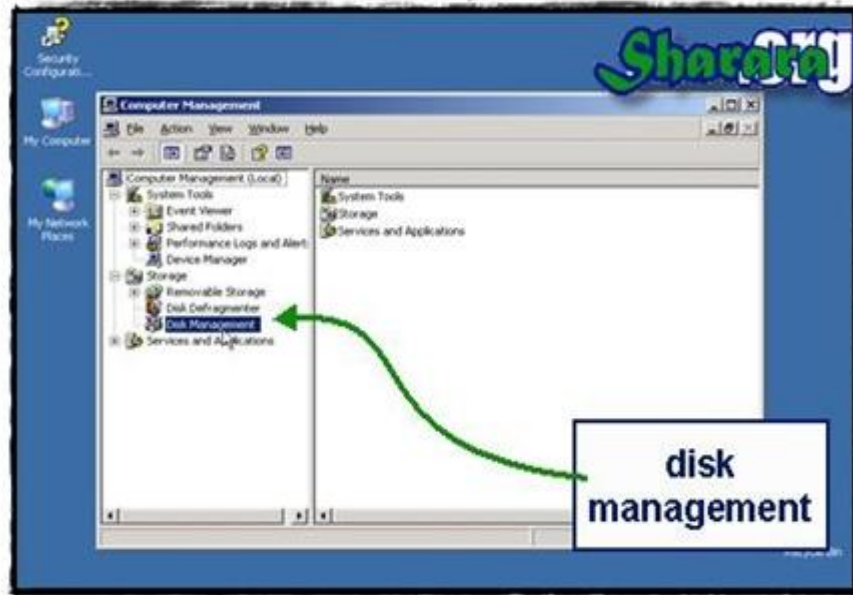 Sharara.org
Security
Configurati...
My Computer
My Network
Places
Computer Management
File Action View Window Help
Computer Management (Local)
System Tools
Event Viewer
Shared Folders
Performance Logs and Alert
Device Manager
Storage
Removable Storage
Disk Defragmenter
Disk Management
Services and Applications
Name
System Tools
Storage
Services and Applications
disk
management